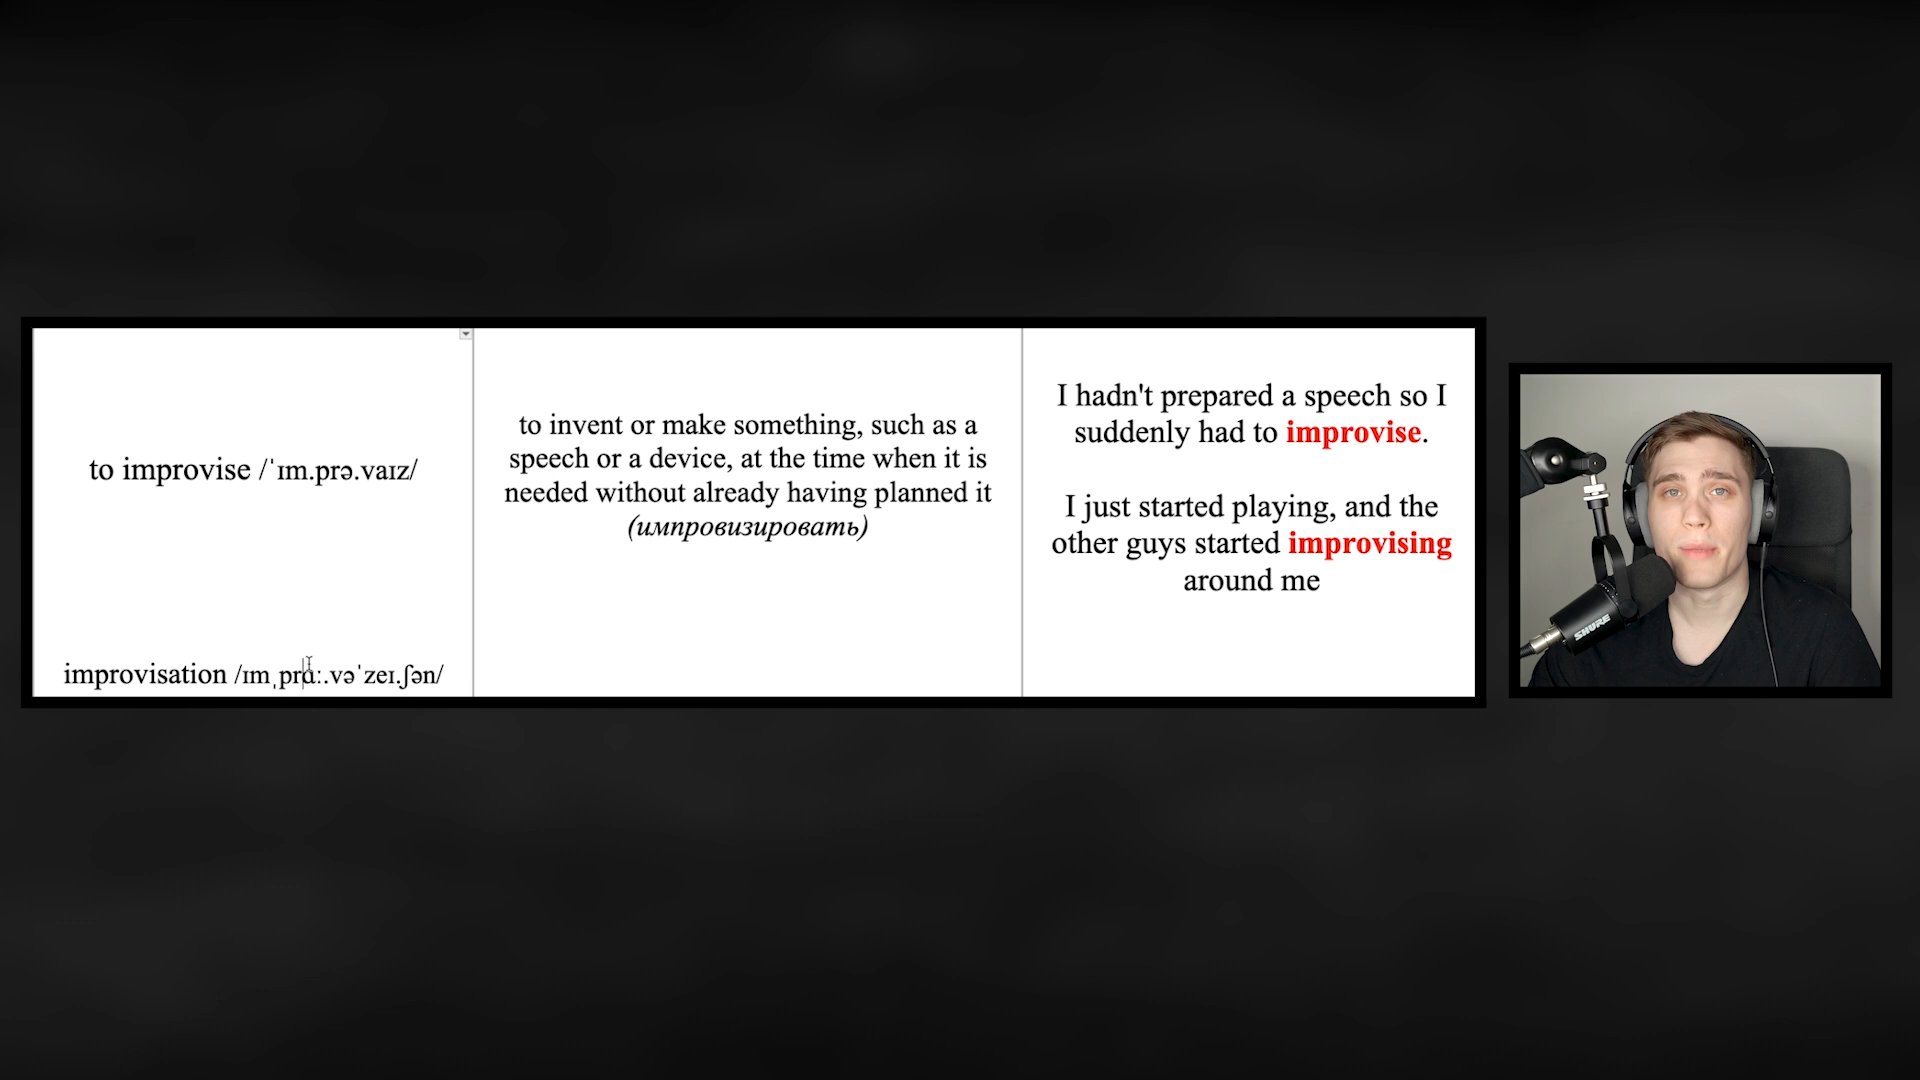 to improvise /ˈɪm.prə.vaɪz/
improvisation /ɪmˌprɑː.vəˈzeɪ.ʃən/
to invent or make something, such as a
speech or a device, at the time when it is
needed without already having planned it
(импровизировать)
I hadn't prepared a speech so I
suddenly had to improvise.
I just started playing, and the
other guys started improvising
around me
SHURE